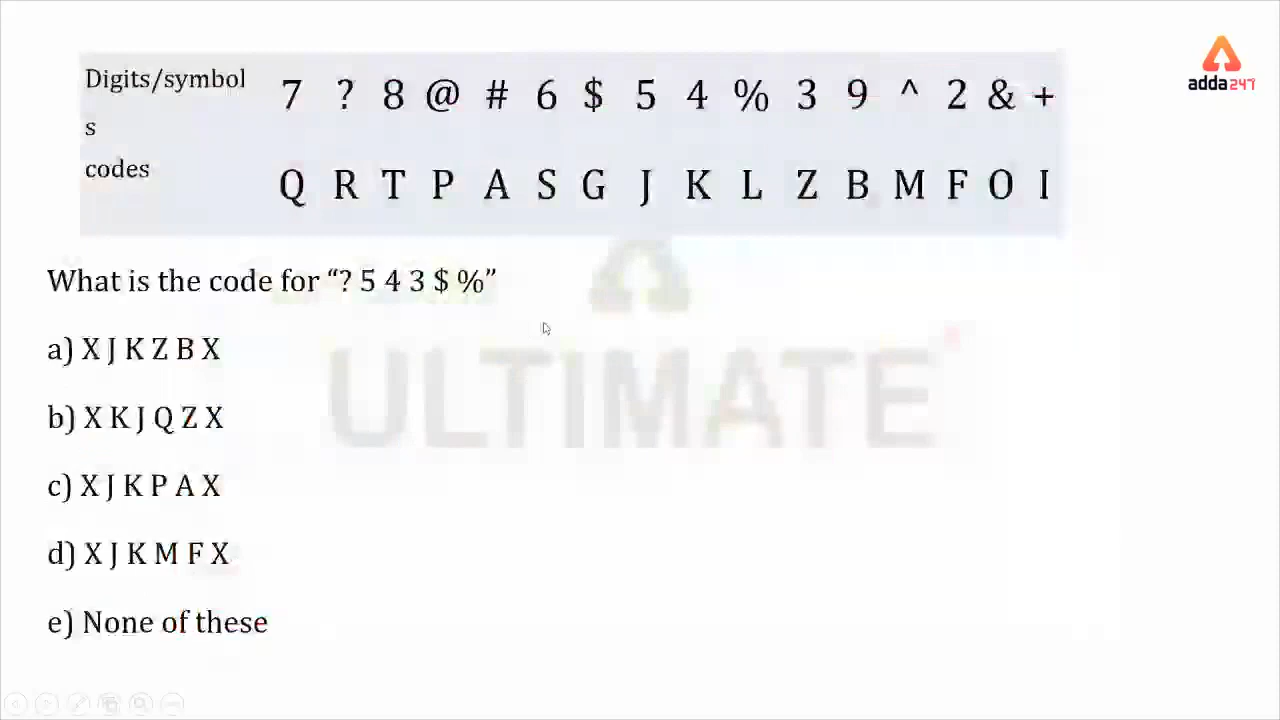 Digits/symbol
s
7 ? 8 @ # 6 $ 5 4 % 3 9 ^ 2 & +
codes
Q R T P A S G J K L Z B M F O I
adda247
What is the code for “? 5 4 3 $ %”
a) X J K Z B X
b) X K J Q Z X
c) X J K P A X
d) X J K M F X
e) None of these
ULTIMATE